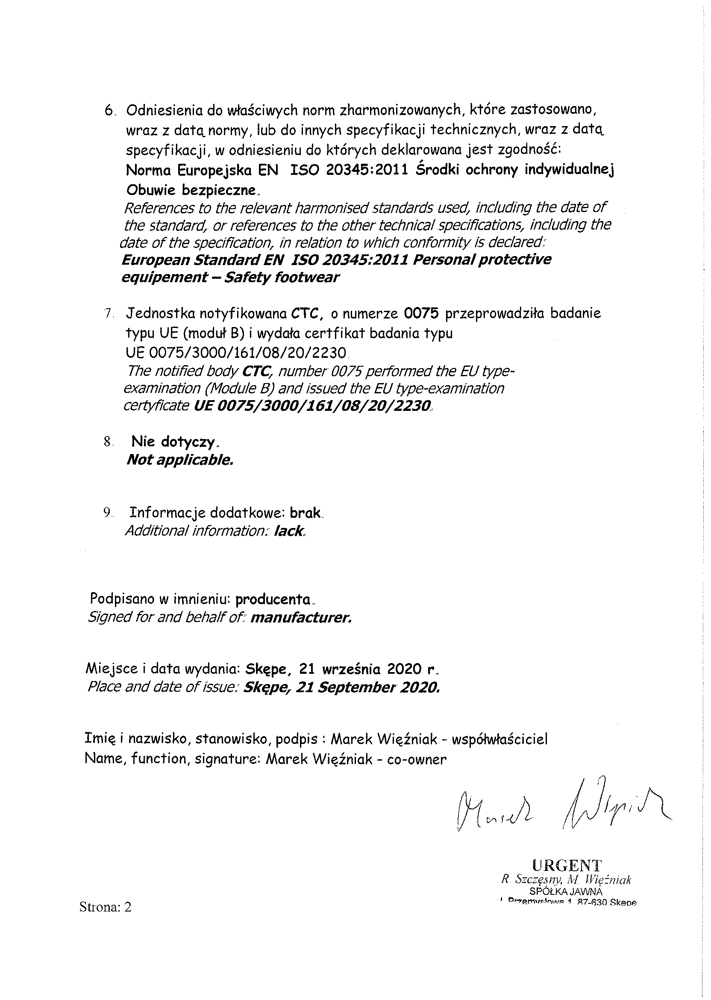 6. Odniesienia do właściwych norm zharmonizowanych, które zastosowano,
wraz z datą normy, lub do innych specyfikacji technicznych, wraz z datą
specyfikacji, w odniesieniu do których deklarowana jest zgodność:
Norma Europejska EN ISO 20345:2011 Środki ochrony indywidualnej
Obuwie bezpieczne.
References to the relevant harmonised standards used, including the date of
the standard, or references to the other technical specifications, including the
date of the specification, in relation to which conformity is declared:
European Standard EN ISO 20345:2011 Personal protective
equipement – Safety footwear
7. Jednostka notyfikowana CTC, o numerze 0075 przeprowadziła badanie
typu UE (moduł B) i wydała certfikat badania typu
UE 0075/3000/161/08/20/2230.
The notified body CTC, number 0075 performed the EU type-
examination (Module B) and issued the EU type-examination
certyficate UE 0075/3000/161/08/20/2230.
8. Nie dotyczy.
Not applicable.
9. Informacje dodatkowe: brak.
Additional information: lack.
Podpisano w imnieniu: producenta.
Signed for and behalf of: manufacturer.
Miejsce i data wydania: Skępe, 21 września 2020 r.
Place and date of issue: Skępe, 21 September 2020.
Imię i nazwisko, stanowisko, podpis : Marek Więźniak - współwłaściciel
Name, function, signature: Marek Więźniak - co-owner
Marek
URGENT
R. Szczęsny, M. Więźniak
SPÓŁKA JAWNA
Przemysłowa 1 87-630 Skępe
Strona: 2